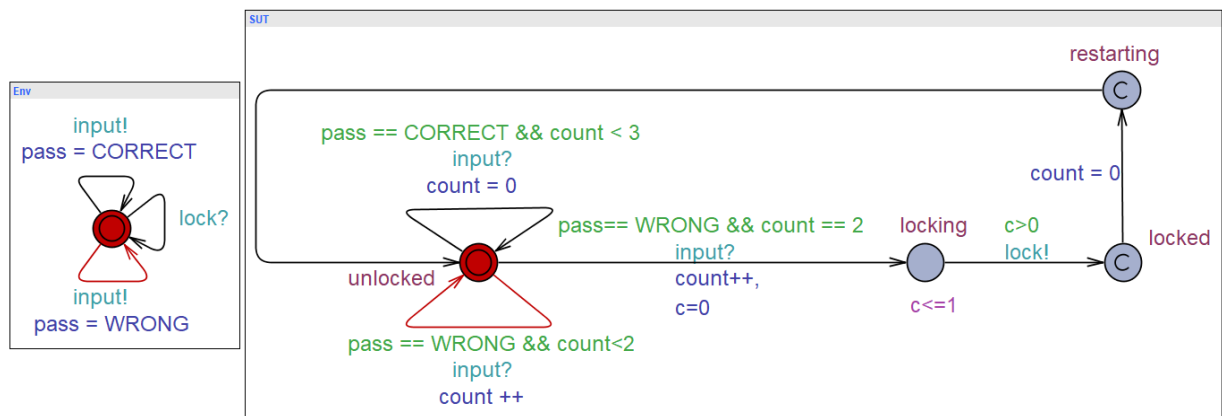 Env
input!
pass = CORRECT
lock?
input!
pass = WRONG
SUT
restarting
C
pass == CORRECT && count < 3
input?
count = 0
count = 0
pass== WRONG && count == 2
input?
count++,
c=0
locking
c<=1
c>0
lock!
locked
C
unlocked
pass == WRONG && count<2
input?
count ++